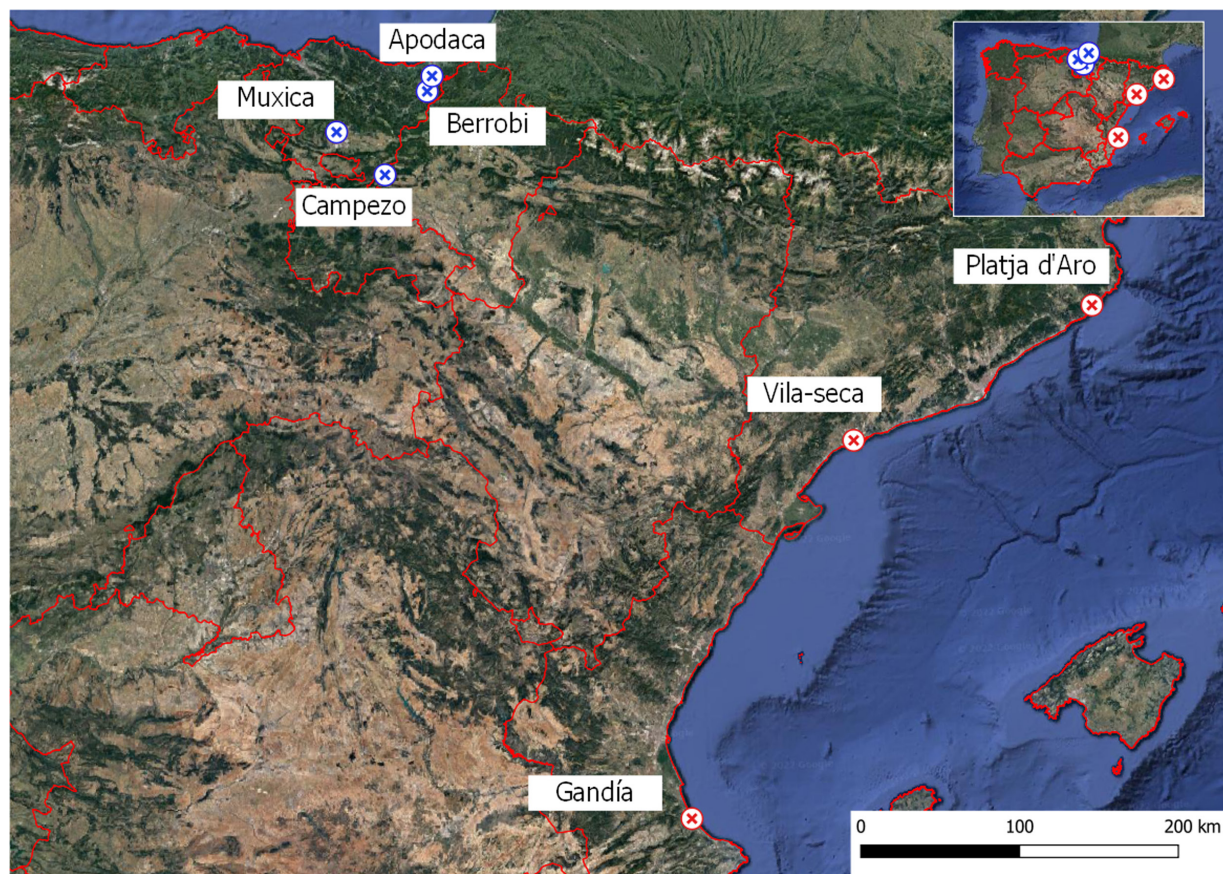 Apodaca
Muxica
Berrobi
Campezo
Platja d'Aro
Vila-seca
Gandía
0 100 200 km